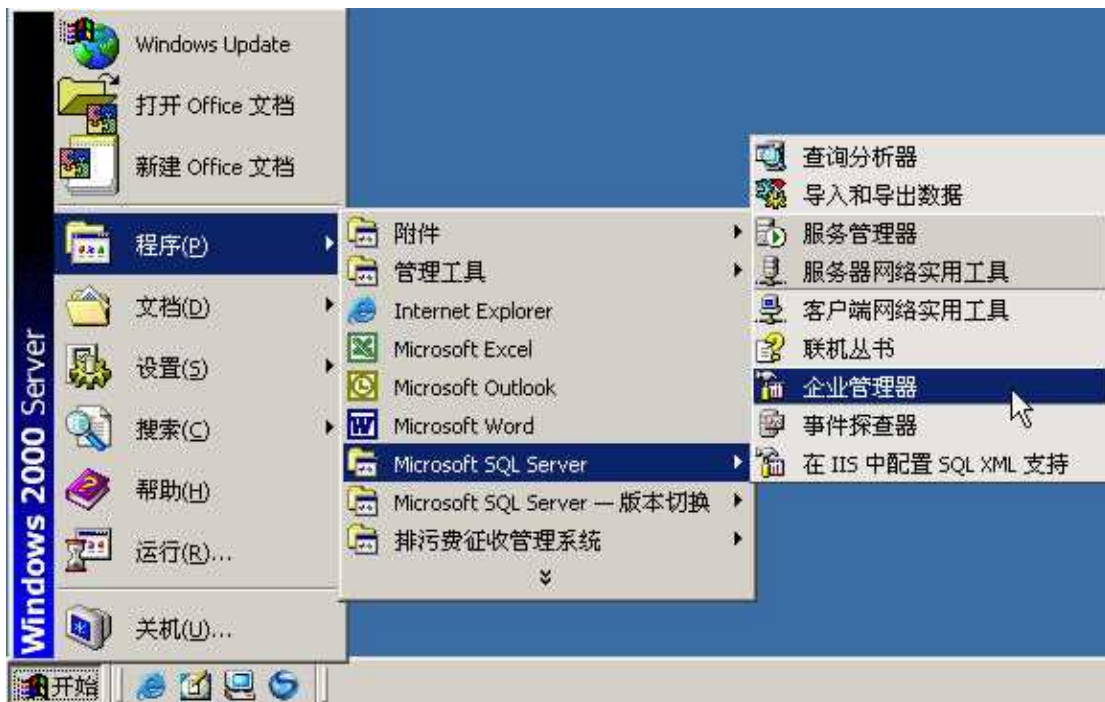 Windows 2000 Server
Windows Update
打开 Office 文档
新建 Office 文档
程序(P)
文档(D)
设置(S)
搜索(C)
帮助(H)
运行(R)...
关机(U)...
附件
管理工具
Internet Explorer
Microsoft Excel
Microsoft Outlook
Microsoft Word
Microsoft SQL Server
Microsoft SQL Server — 版本切换
排污费征收管理系统
查询分析器
导入和导出数据
服务管理器
服务器网络实用工具
客户端网络实用工具
联机丛书
企业管理器
事件探查器
在 IIS 中配置 SQL XML 支持
开始